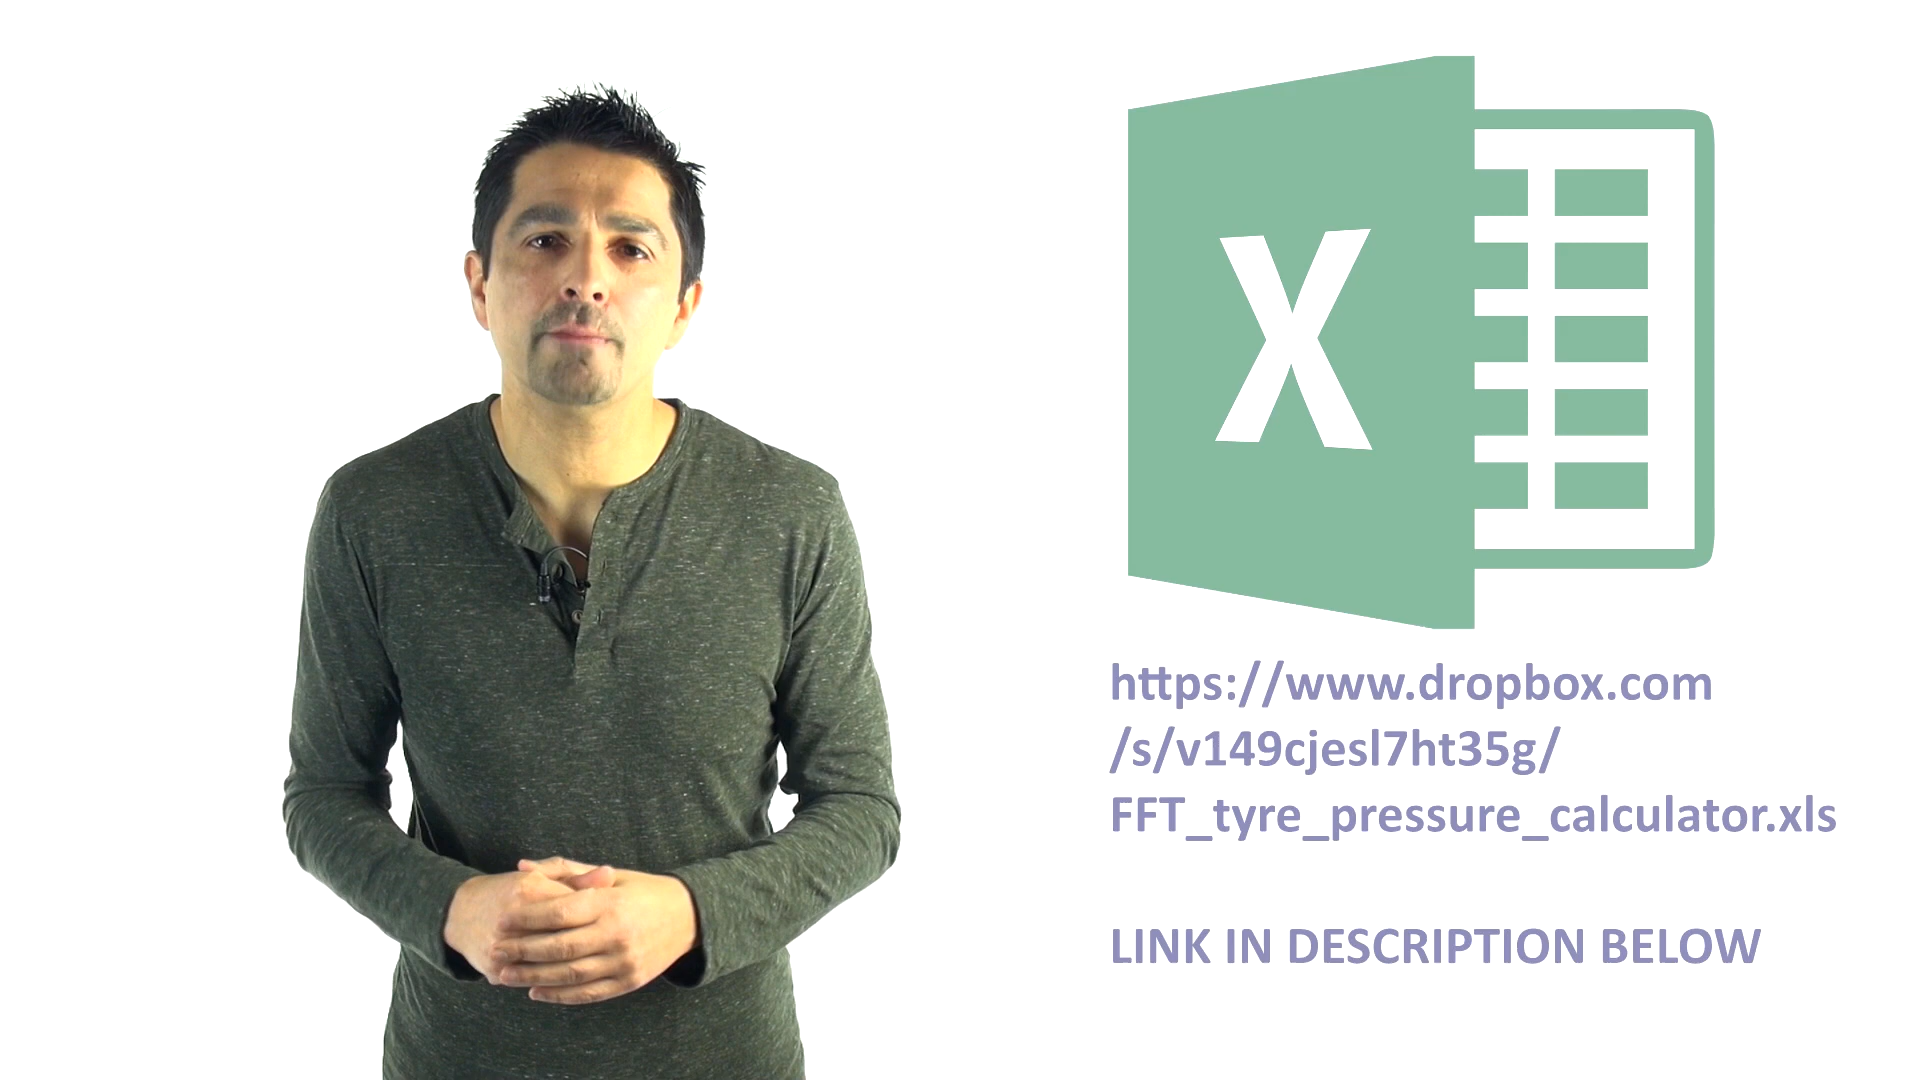 X
https://www.dropbox.com
/s/v149cjesl7ht35g/
FFT_tyre_pressure_calculator.xls
LINK IN DESCRIPTION BELOW